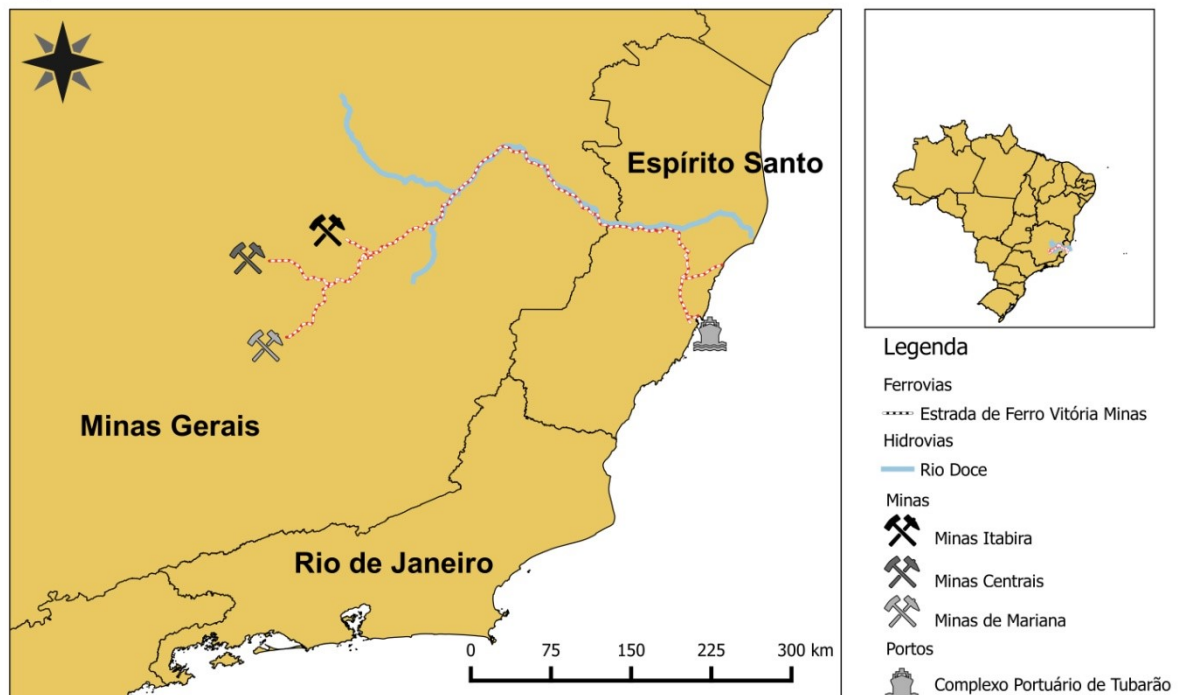 Espírito Santo
Minas Gerais
Rio de Janeiro
0 75 150 225 300 km
Legenda
Ferrovias
Estrada de Ferro Vitória Minas
Hidrovias
Rio Doce
Minas
Minas Itabira
Minas Centrais
Minas de Mariana
Portos
Complexo Portuário de Tubarão